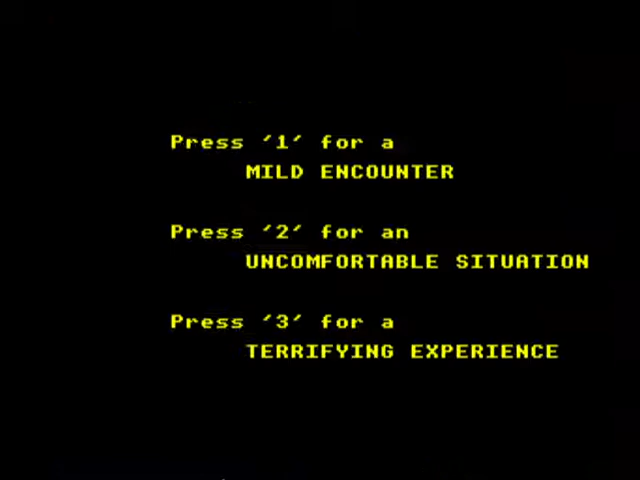 Press '1' for a
MILD ENCOUNTER
Press '2' for an
UNCOMFORTABLE SITUATION
Press '3' for a
TERRIFYING EXPERIENCE